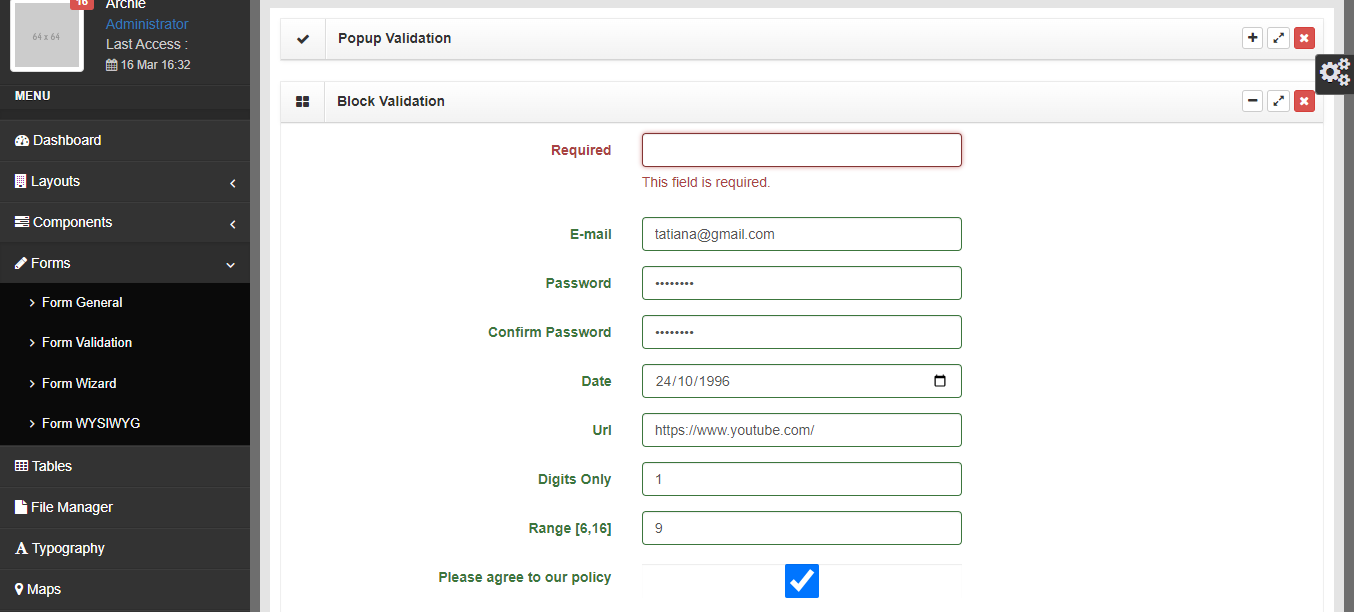 16
Archie
Administrator
Last Access :
16 Mar 16:32
64 x 64
MENU
Dashboard
Layouts
Components
Forms
Form General
Form Validation
Form Wizard
Form WYSIWYG
Tables
File Manager
Typography
Maps
Popup Validation
Block Validation
Required
This field is required.
E-mail
tatiana@gmail.com
Password
••••••••
Confirm Password
••••••••
Date
24/10/1996
Url
https://www.youtube.com/
Digits Only
1
Range [6,16]
9
Please agree to our policy